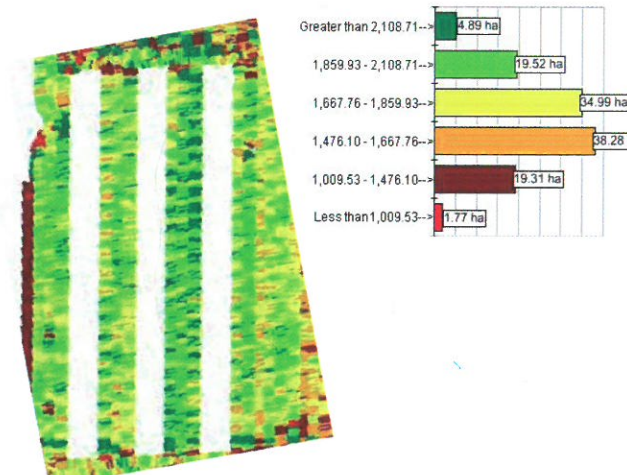 Greater than 2,108.71--> 4.89 ha
1,859.93 - 2,108.71--> 19.52 ha
1,667.76 - 1,859.93--> 34.99 ha
1,476.10 - 1,667.76--> 38.28
1,009.53 - 1,476.10--> 19.31 ha
Less than 1,009.53--> 1.77 ha